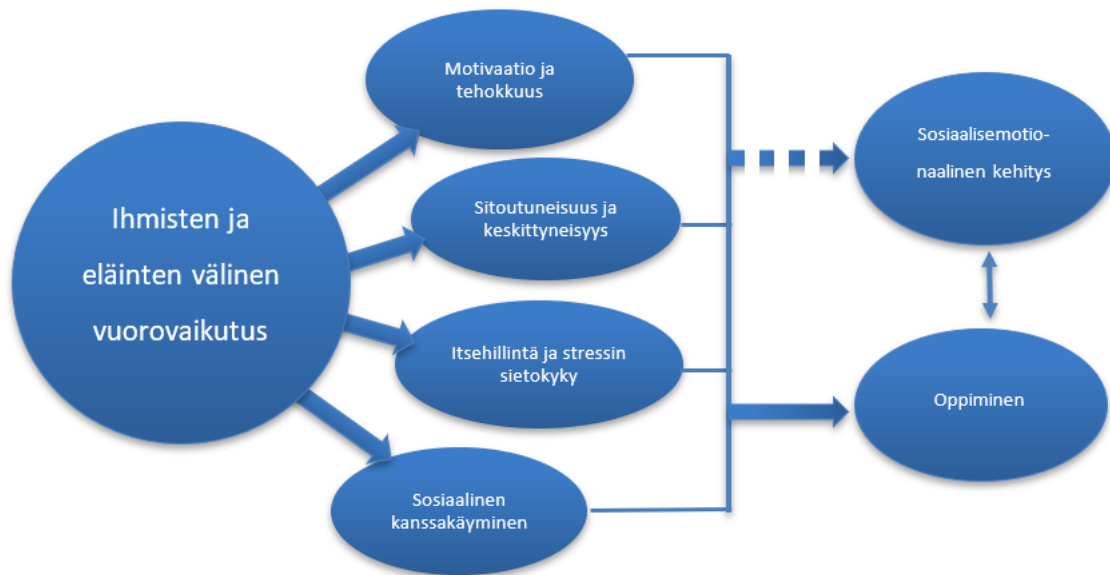 Ihmisten ja
eläinten välinen
vuorovaikutus
Motivaatio ja
tehokkuus
Sitoutuneisuus ja
keskittyneisyys
Itsehillintä ja stressin
sietokyky
Sosiaalinen
kanssakäyminen
Sosiaalisemotio-
naalinen kehitys
Oppiminen